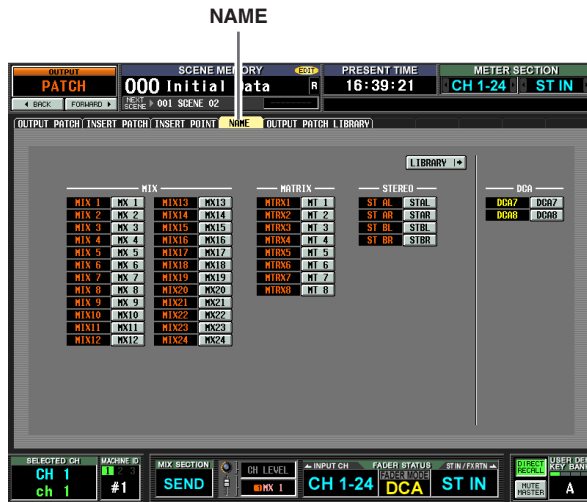 NAME
OUTPUT SCENE MEMORY EDIT PRESENT TIME METER SECTION
PATCH 000 Initial Data R 16:39:21 CH 1-24 ST IN
BACK FORWARD NEXT SCENE 001 SCENE 02
OUTPUT PATCH INSERT PATCH INSERT POINT NAME OUTPUT PATCH LIBRARY
LIBRARY
MIX MATRIX STEREO DCA
MIX 1 MX 1 MIX13 MX13 MTRX1 MT 1 ST AL STAL DCA7 DCA7
MIX 2 MX 2 MIX14 MX14 MTRX2 MT 2 ST AR STAR DCA8 DCA8
MIX 3 MX 3 MIX15 MX15 MTRX3 MT 3 ST BL STBL
MIX 4 MX 4 MIX16 MX16 MTRX4 MT 4 ST BR STBR
MIX 5 MX 5 MIX17 MX17 MTRX5 MT 5
MIX 6 MX 6 MIX18 MX18 MTRX6 MT 6
MIX 7 MX 7 MIX19 MX19 MTRX7 MT 7
MIX 8 MX 8 MIX20 MX20 MTRX8 MT 8
MIX 9 MX 9 MIX21 MX21
MIX10 MX10 MIX22 MX22
MIX11 MX11 MIX23 MX23
MIX12 MX12 MIX24 MX24
SELECTED CH MACHINE ID MIX SECTION CH LEVEL INPUT CH FADER STATUS ST IN / FXRTN DIRECT RECALL USER DEF KEY BANK
CH 1 1 2 3 SEND MX 1 CH 1-24 FADER MODE DCA ST IN
ch 1 #1 MUTE MASTER A